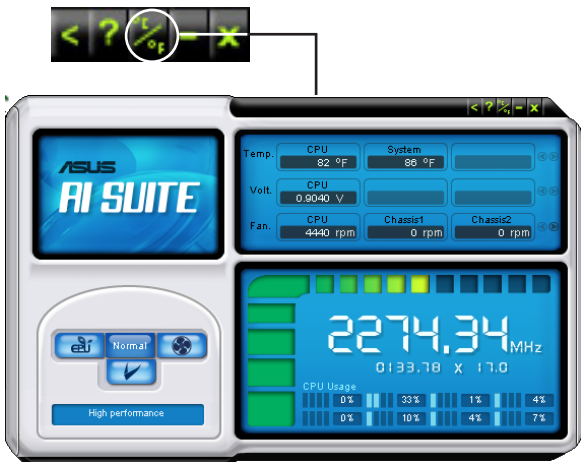 < ? °C/°F - x
< ? °C/°F - x
ASUS
AI SUITE
Temp. CPU 82 °F System 86 °F
Volt. CPU 0.9040 V
Fan. CPU 4440 rpm Chassis1 0 rpm Chassis2 0 rpm
2274.34 MHz
0133.78 X 17.0
CPU Usage
0% 33% 1% 4%
0% 10% 4% 7%
EPU Normal
High performance